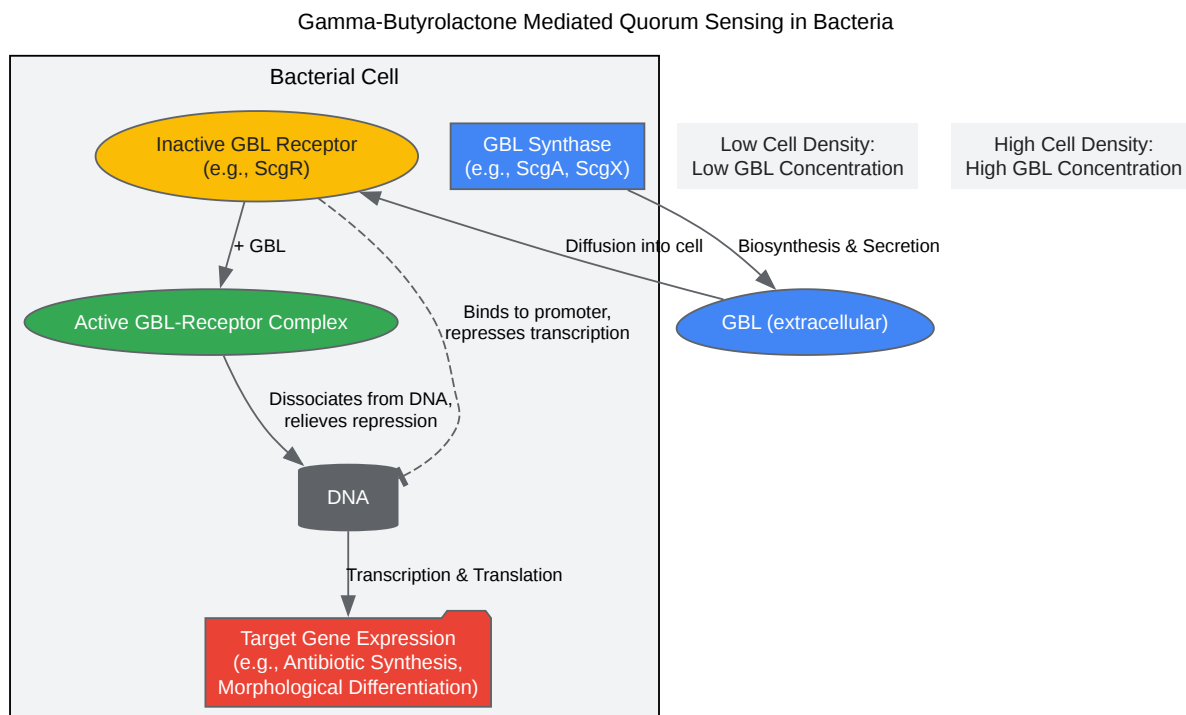 Gamma-Butyrolactone Mediated Quorum Sensing in Bacteria
Bacterial Cell
Inactive GBL Receptor
(e.g., ScgR)
GBL Synthase
(e.g., ScgA, ScgX)
Low Cell Density:
Low GBL Concentration
High Cell Density:
High GBL Concentration
+ GBL
Diffusion into cell
Biosynthesis & Secretion
Active GBL-Receptor Complex
Binds to promoter,
represses transcription
GBL (extracellular)
Dissociates from DNA,
relieves repression
DNA
Transcription & Translation
Target Gene Expression
(e.g., Antibiotic Synthesis,
Morphological Differentiation)